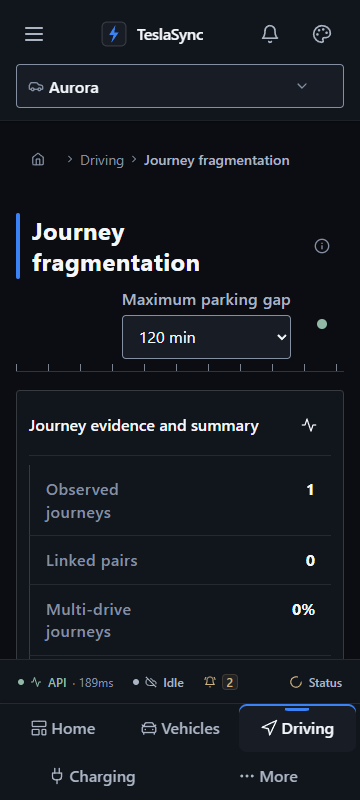 TeslaSync
Aurora
Driving
Journey fragmentation
Journey
fragmentation
Maximum parking gap
120 min
Journey evidence and summary
Observed
journeys
1
Linked pairs
0
Multi-drive
journeys
0%
API · 189ms
Idle
2
Status
Home
Vehicles
Driving
Charging
More